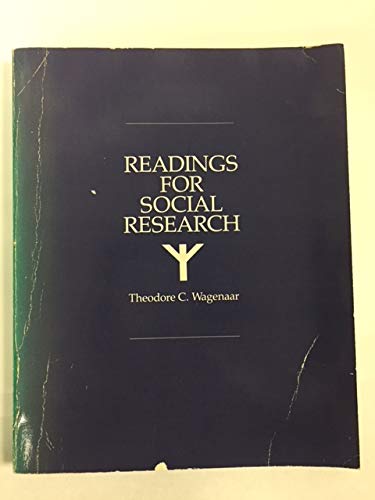 READINGS
FOR
SOCIAL
RESEARCH
Theodore C. Wagenaar